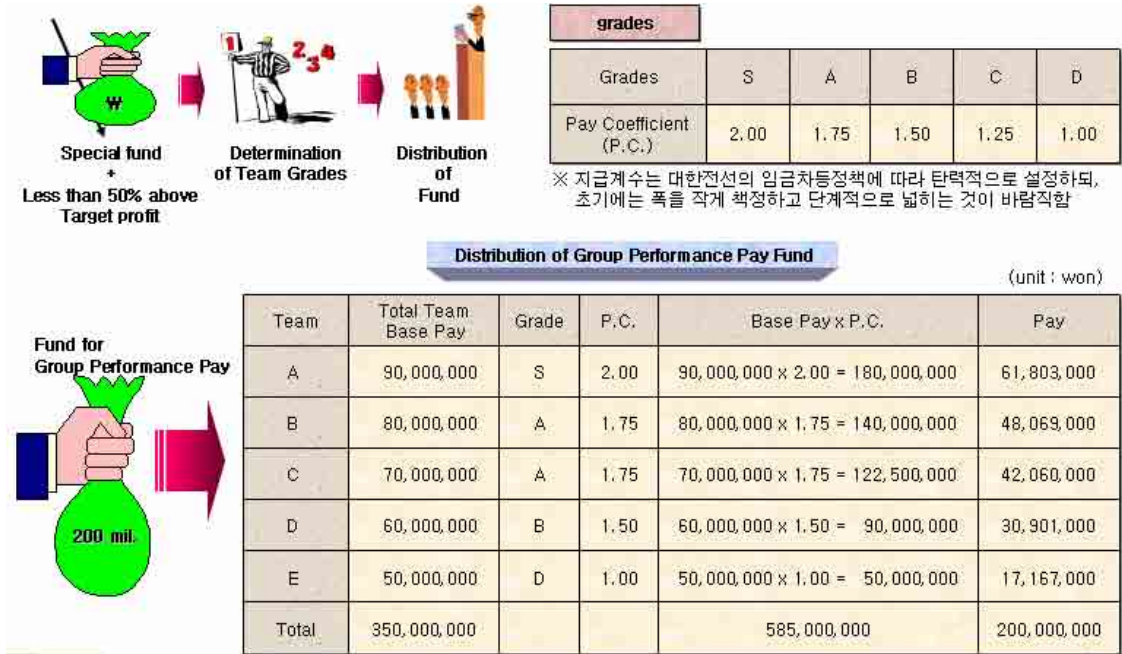 ₩
1 2 3 4
Special fund
+
Less than 50% above
Target profit
Determination
of Team Grades
Distribution
of
Fund
grades
Grades S A B C D
Pay Coefficient
(P.C.) 2.00 1.75 1.50 1.25 1.00
※ 지급계수는 대한전선의 임금차등정책에 따라 탄력적으로 설정하되,
초기에는 폭을 작게 책정하고 단계적으로 넓히는 것이 바람직함
Distribution of Group Performance Pay Fund
(unit : won)
Fund for
Group Performance Pay
200 mil.
Team Total Team Base Pay Grade P.C. Base Pay x P.C. Pay
A 90,000,000 S 2.00 90,000,000 x 2.00 = 180,000,000 61,803,000
B 80,000,000 A 1.75 80,000,000 x 1.75 = 140,000,000 48,069,000
C 70,000,000 A 1.75 70,000,000 x 1.75 = 122,500,000 42,060,000
D 60,000,000 B 1.50 60,000,000 x 1.50 = 90,000,000 30,901,000
E 50,000,000 D 1.00 50,000,000 x 1.00 = 50,000,000 17,167,000
Total 350,000,000 585,000,000 200,000,000